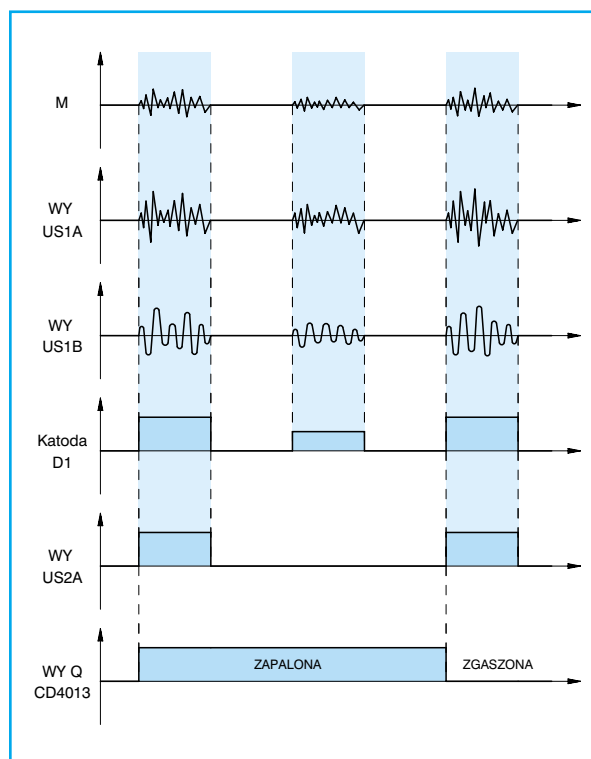 M
WY
US1A
WY
US1B
Katoda
D1
WY
US2A
WY Q
CD4013
ZAPALONA
ZGASZONA